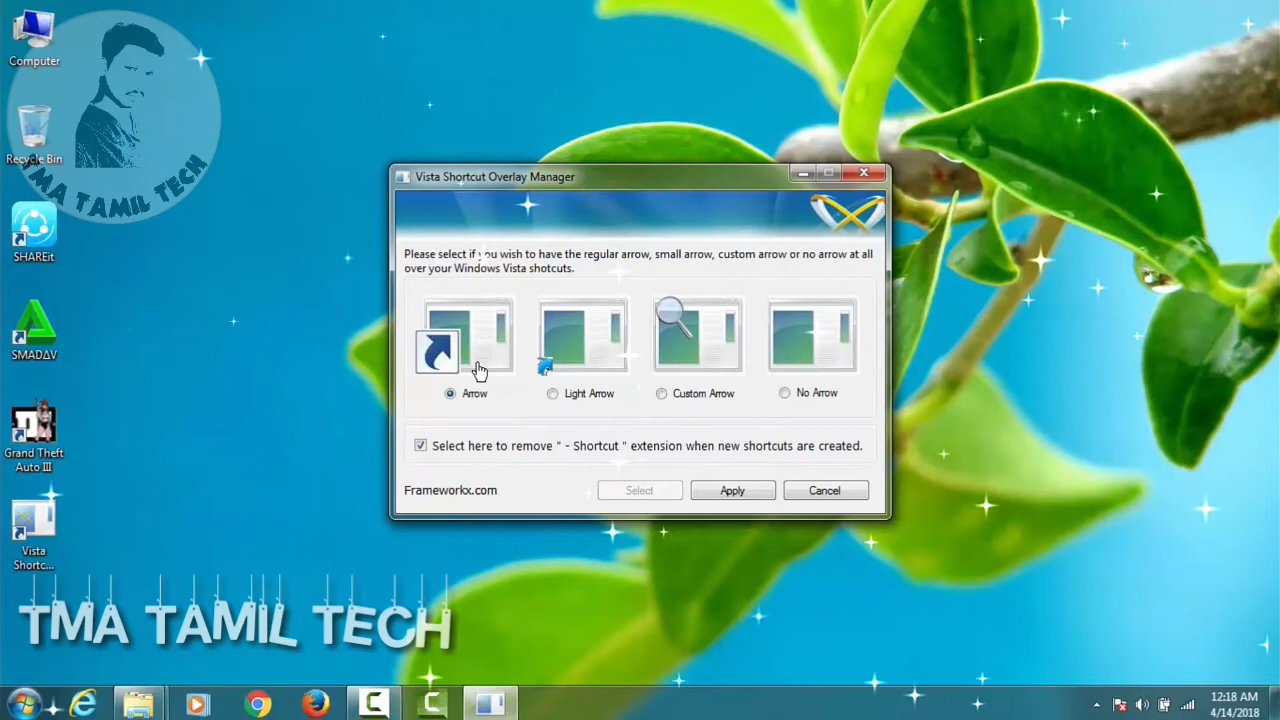 Computer
Recycle Bin
TMA TAMIL TECH
SHAREit
SMADΔV
Grand Theft
Auto III
Vista
Shortc...
Vista Shortcut Overlay Manager
Please select if you wish to have the regular arrow, small arrow, custom arrow or no arrow at all
over your Windows Vista shotcuts.
Arrow
Light Arrow
Custom Arrow
No Arrow
Select here to remove " - Shortcut " extension when new shortcuts are created.
Frameworkx.com
Select
Apply
Cancel
TMA TAMIL TECH
12:18 AM
4/14/2018